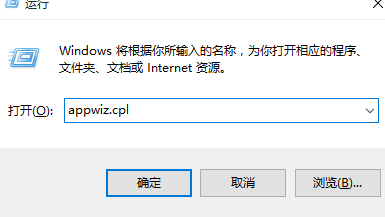 运行
Windows 将根据你所输入的名称，为你打开相应的程序、
文件夹、文档或 Internet 资源。
打开(O): appwiz.cpl
确定 取消 浏览(B)...